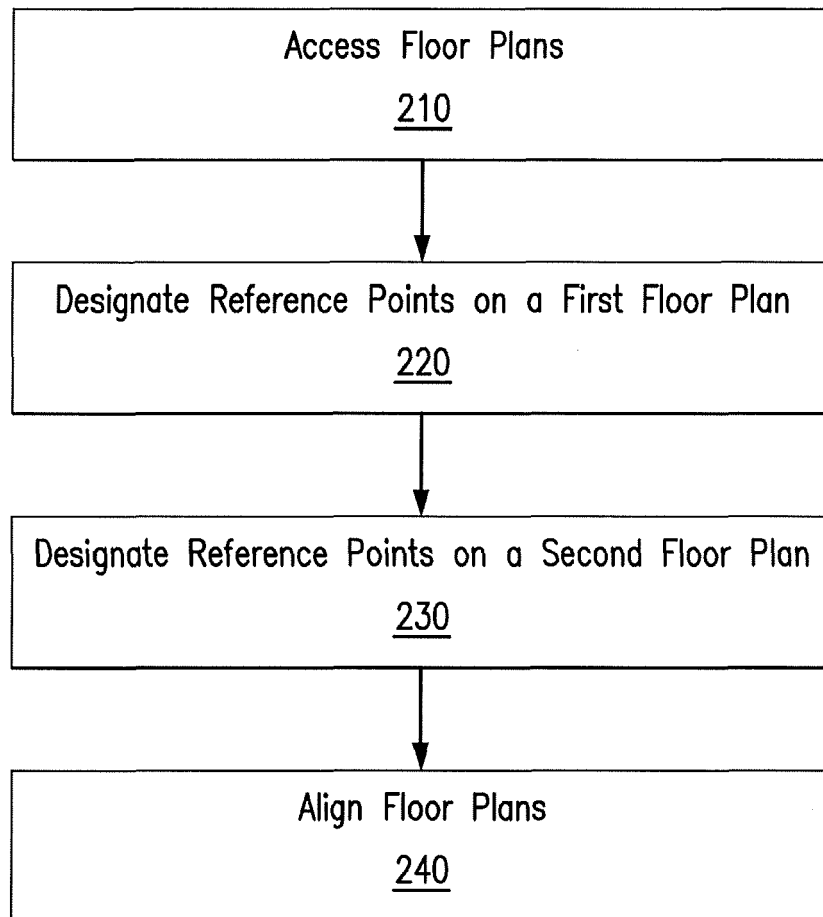 Access Floor Plans
210
Designate Reference Points on a First Floor Plan
220
Designate Reference Points on a Second Floor Plan
230
Align Floor Plans
240